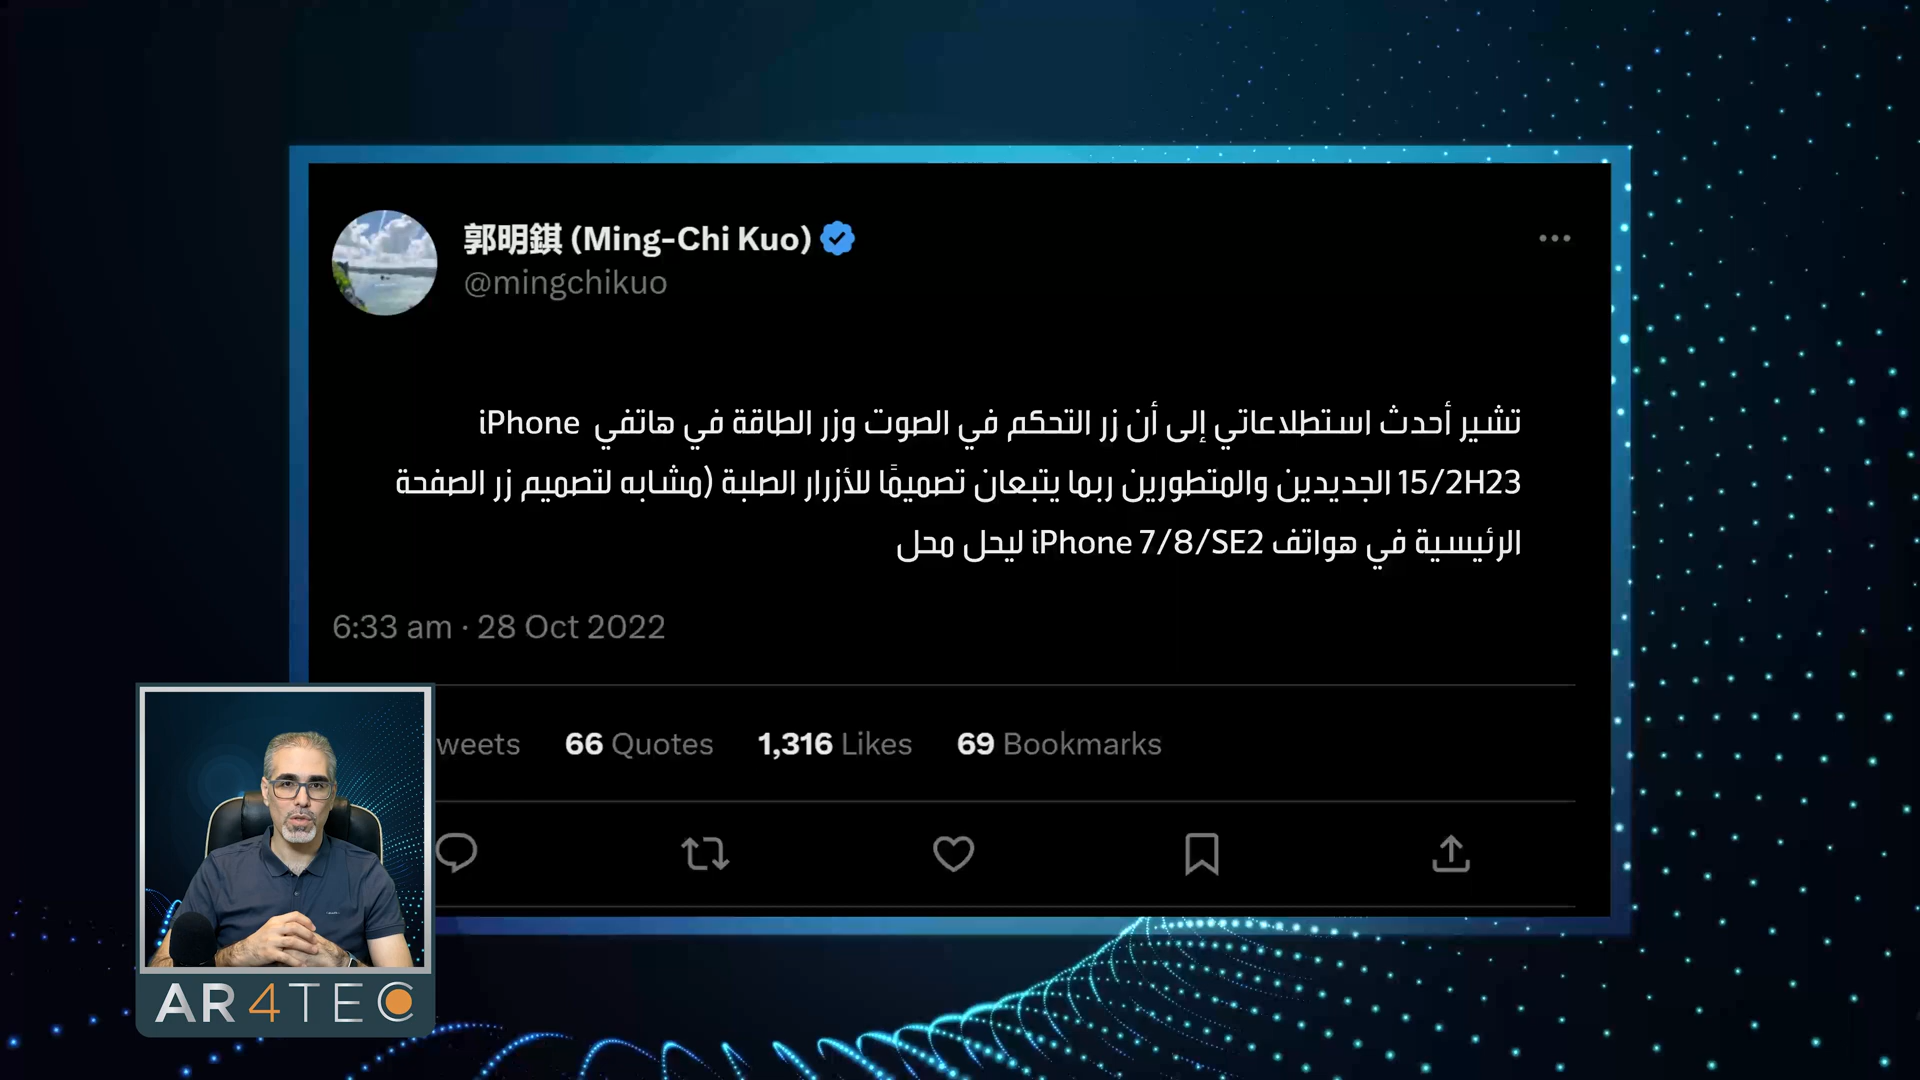 郭明錤 (Ming-Chi Kuo)
@mingchikuo
تشير أحدث استطلاعاتي إلى أن زر التحكم في الصوت وزر الطاقة في هاتفي iPhone
15/2H23 الجديدين والمتطورين ربما يتبعان تصميمًا للأزرار الصلبة (مشابه لتصميم زر الصفحة
الرئيسية في هواتف iPhone 7/8/SE2 ليحل محل
6:33 am · 28 Oct 2022
weets 66 Quotes 1,316 Likes 69 Bookmarks
AR4TEC